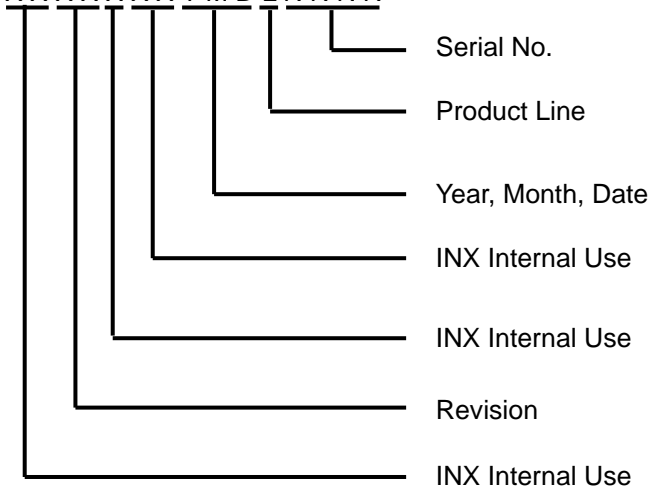 Serial No.
Product Line
Year, Month, Date
INX Internal Use
INX Internal Use
Revision
INX Internal Use